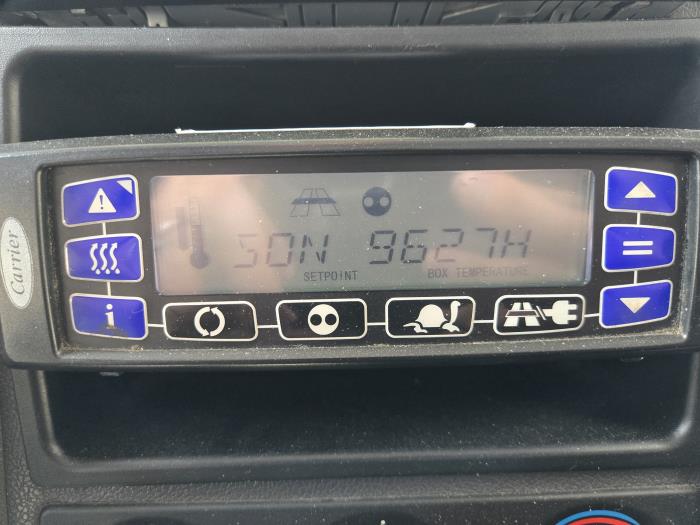 SON 9627H
SETPOINT BOX TEMPERATURE
Carrier
i